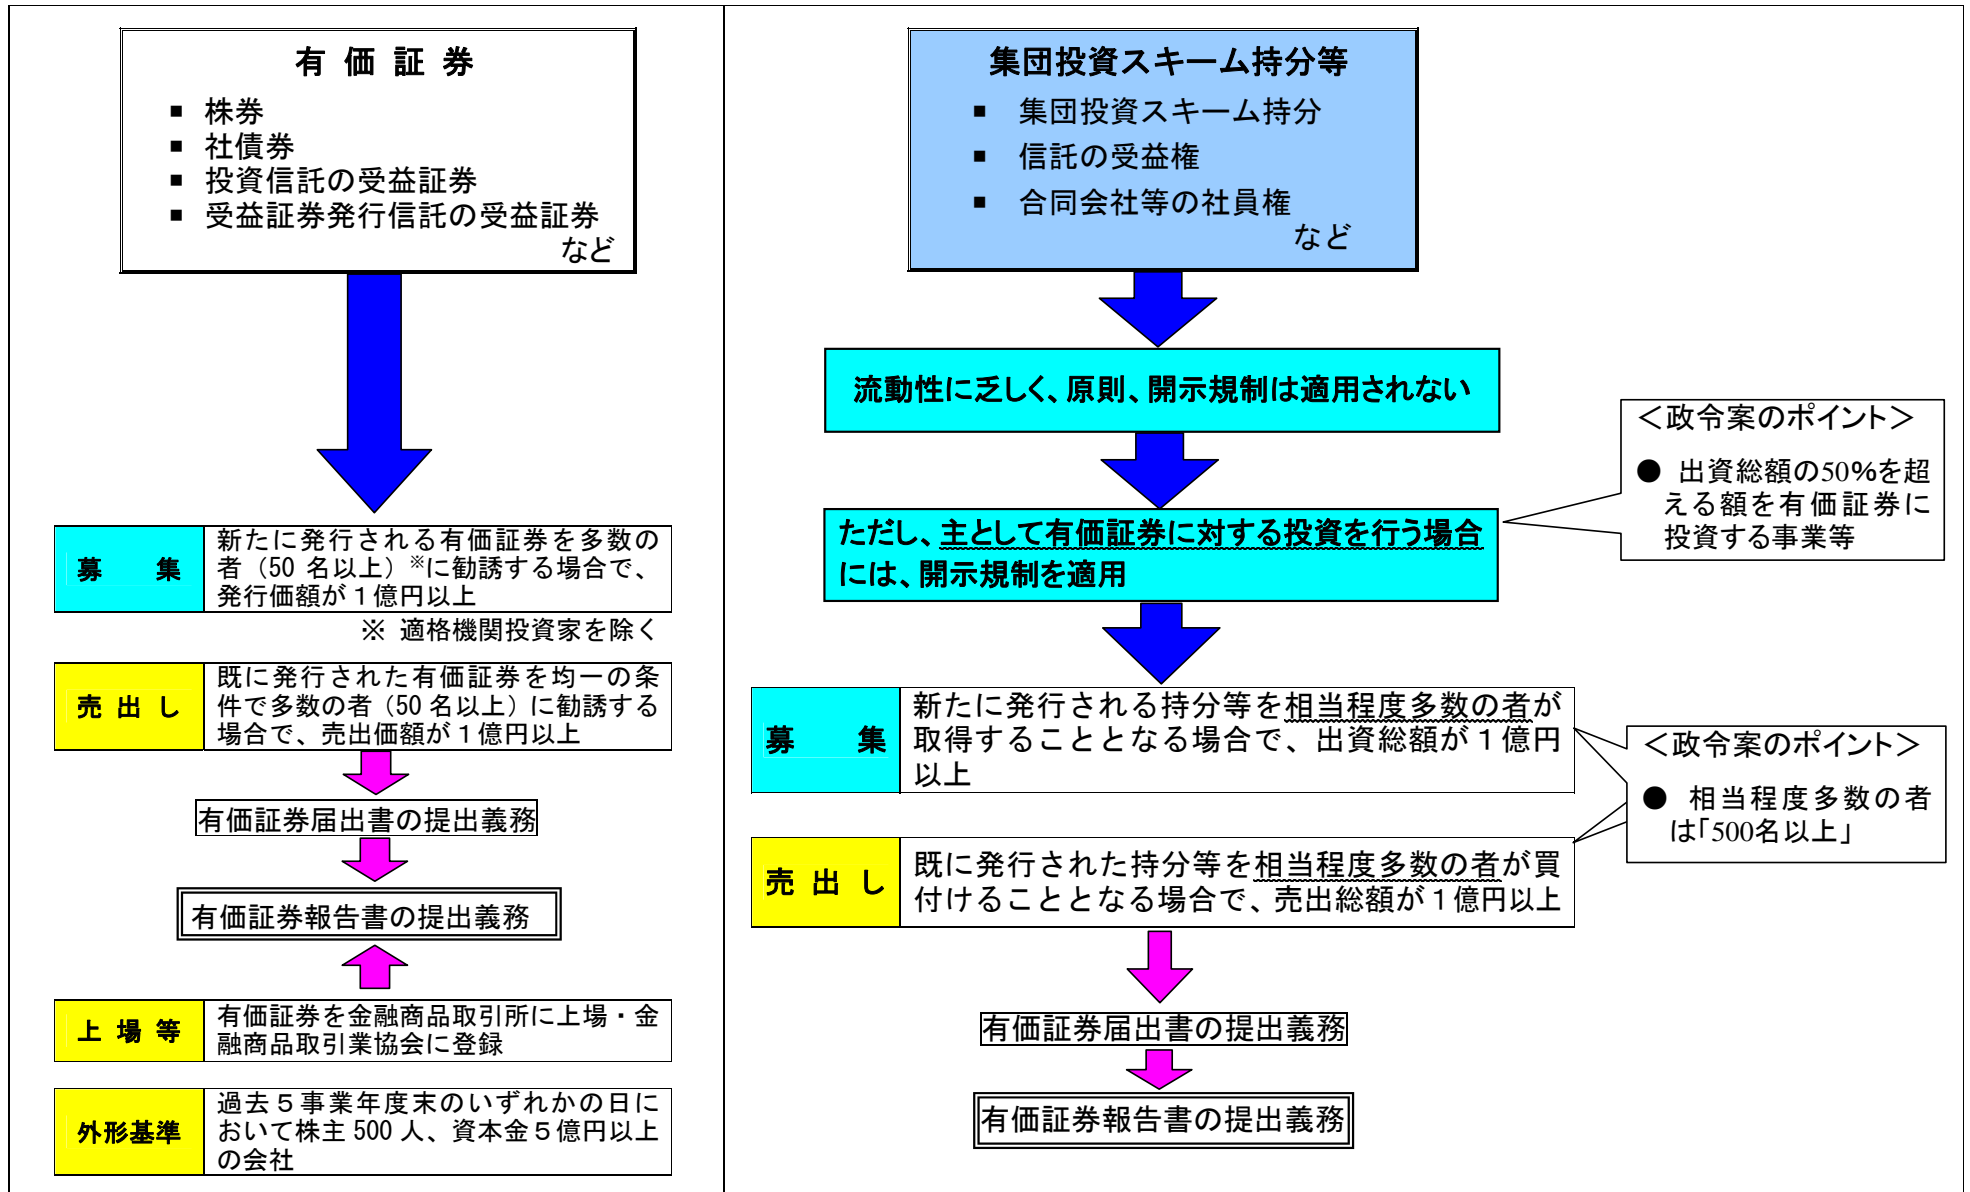 有 価 証 券
■ 株券
■ 社債券
■ 投資信託の受益証券
■ 受益証券発行信託の受益証券
など
募 集
新たに発行される有価証券を多数の
者（50 名以上）※に勧誘する場合で、
発行価額が１億円以上
※ 適格機関投資家を除く
売 出 し
既に発行された有価証券を均一の条
件で多数の者（50 名以上）に勧誘する
場合で、売出価額が１億円以上
有価証券届出書の提出義務
有価証券報告書の提出義務
上 場 等
有価証券を金融商品取引所に上場・金
融商品取引業協会に登録
外形基準
過去５事業年度末のいずれかの日に
おいて株主 500 人、資本金５億円以上
の会社
集団投資スキーム持分等
■ 集団投資スキーム持分
■ 信託の受益権
■ 合同会社等の社員権
など
流動性に乏しく、原則、開示規制は適用されない
ただし、主として有価証券に対する投資を行う場合
には、開示規制を適用
＜政令案のポイント＞
● 出資総額の50％を超
える額を有価証券に
投資する事業等
募 集
新たに発行される持分等を相当程度多数の者が
取得することとなる場合で、出資総額が１億円
以上
売 出 し
既に発行された持分等を相当程度多数の者が買
付けることとなる場合で、売出総額が１億円以上
＜政令案のポイント＞
● 相当程度多数の者
は｢500名以上｣
有価証券届出書の提出義務
有価証券報告書の提出義務